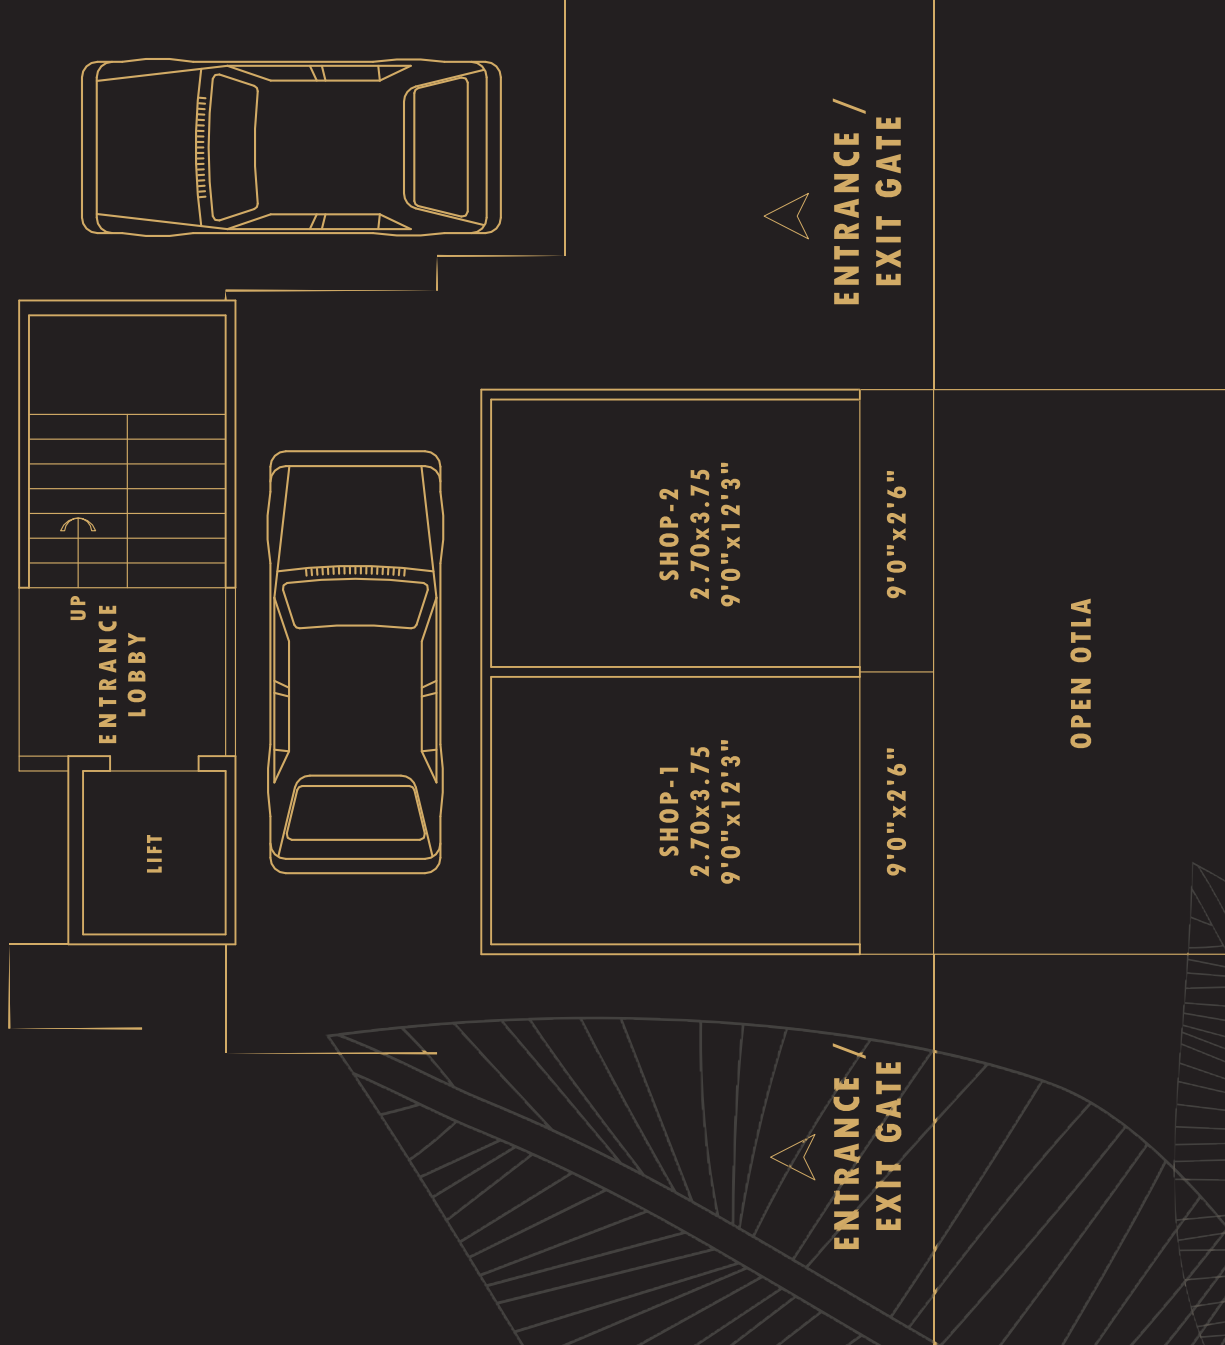 ENTRANCE /
EXIT GATE
SHOP-2
2.70x3.75
9'0"x12'3"
9'0"x2'6"
UP
ENTRANCE
LOBBY
OPEN OTLA
SHOP-1
2.70x3.75
9'0"x12'3"
9'0"x2'6"
LIFT
ENTRANCE /
EXIT GATE